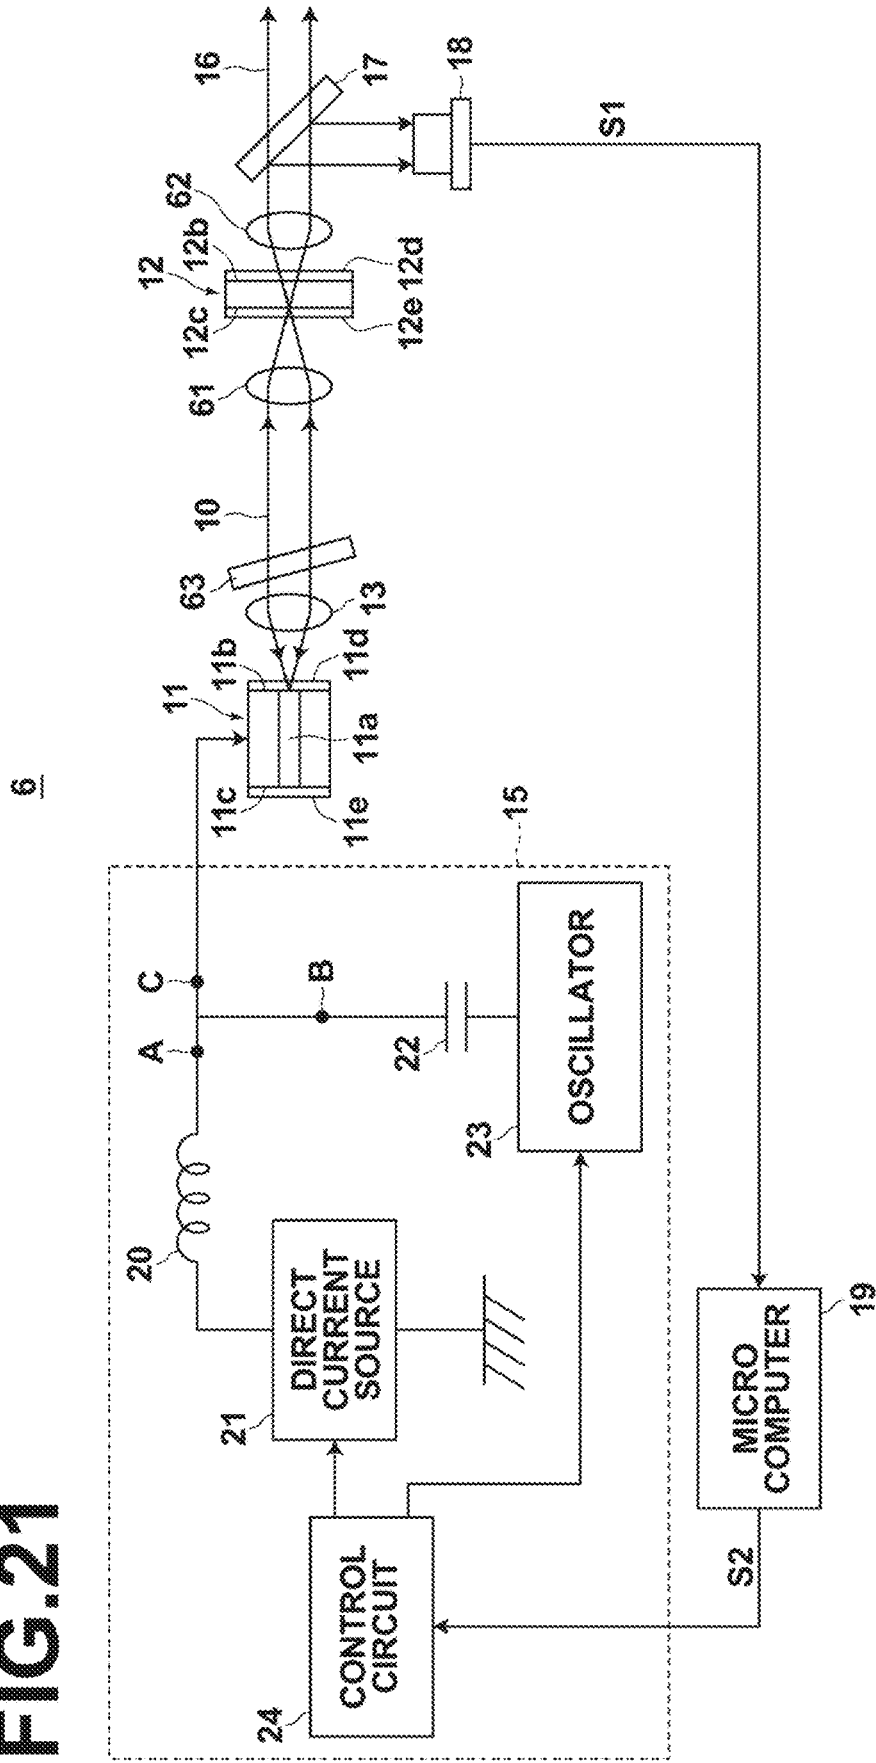 FIG.21
6
16
17
18
S1
62
12b
12
12c
12d
12e
61
10
63
13
11b
11
11c
11d
11a
11e
15
C
A
B
22
23
OSCILLATOR
20
21
DIRECT
CURRENT
SOURCE
24
CONTROL
CIRCUIT
S2
MICRO
COMPUTER
19